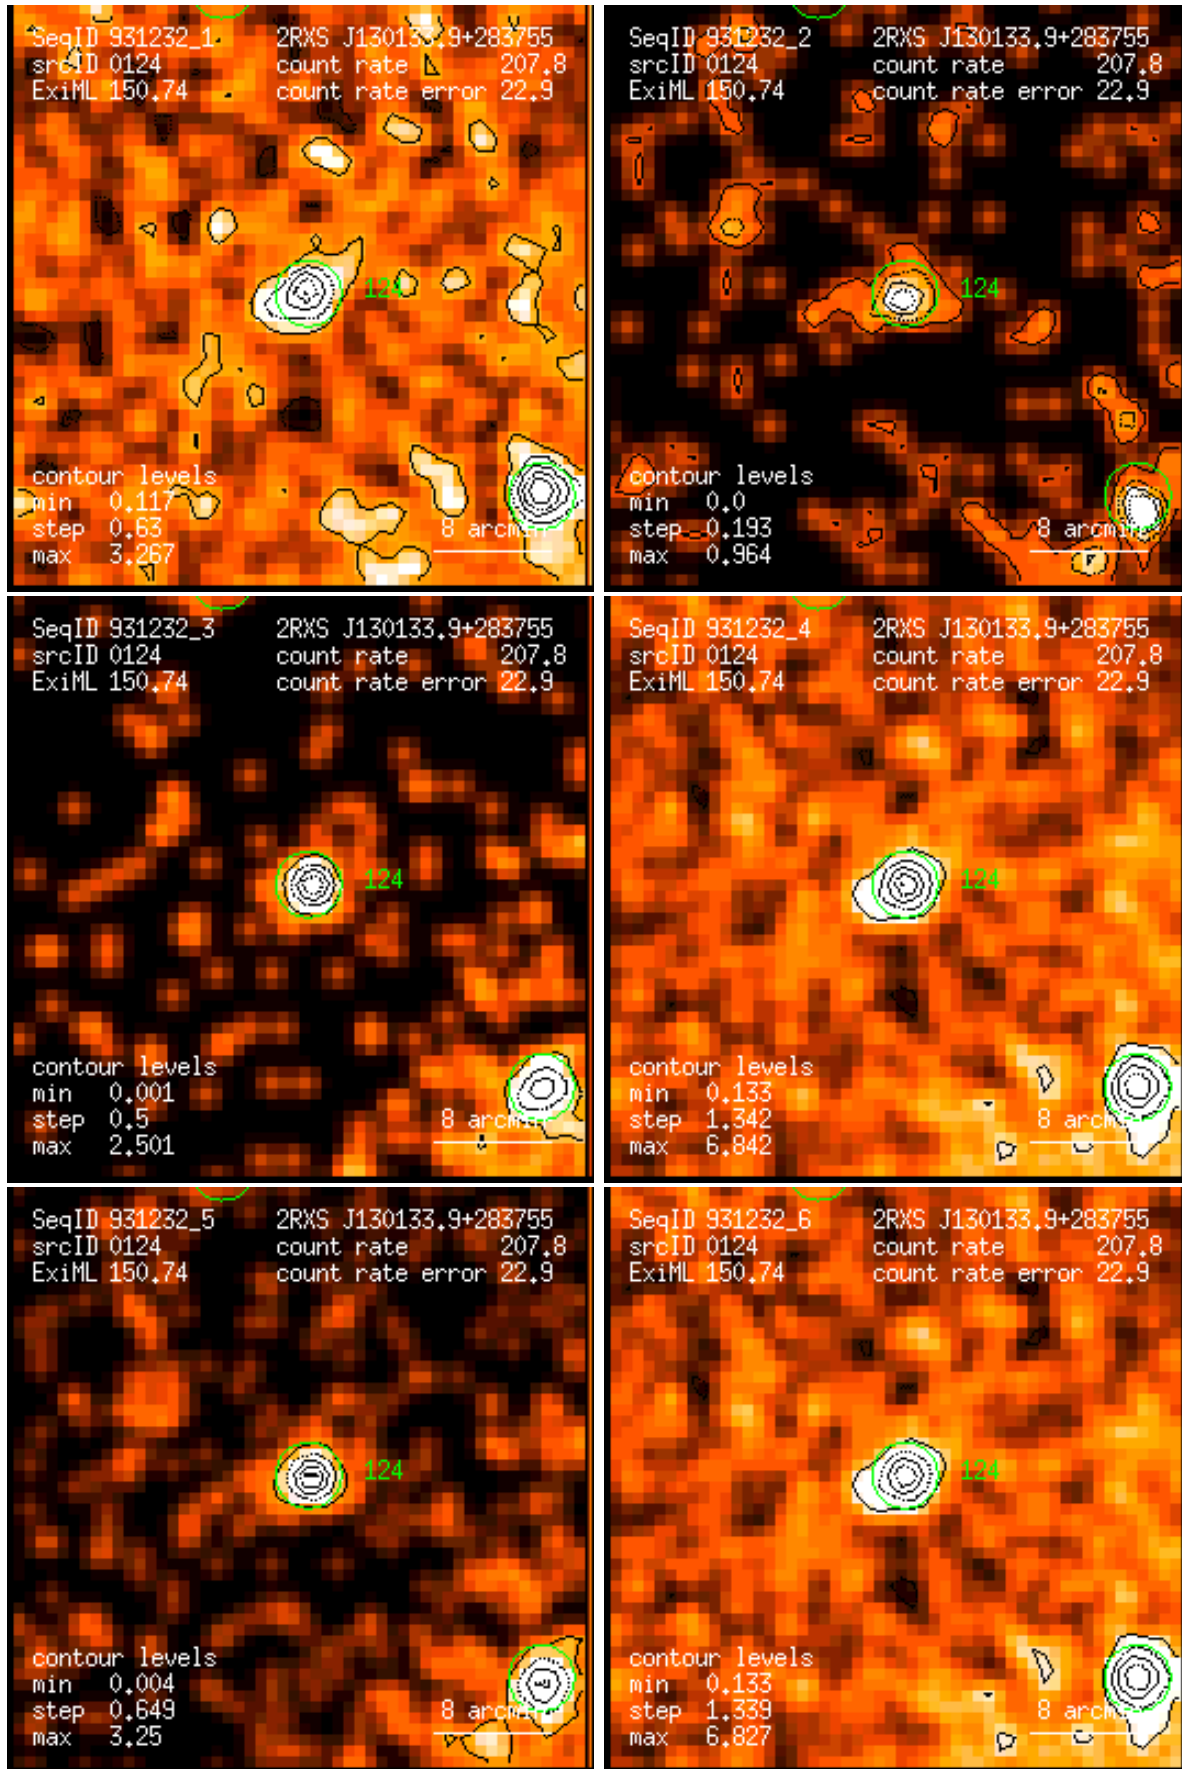 SeqID 931232_1 2RXS J130133.9+283755
srcID 0124 count rate 207.8
ExiML 150.74 count rate error 22.9
124
contour levels
min 0.117
step 0.63 8 arcmin
max 3.267
SeqID 931232_2 2RXS J130133.9+283755
srcID 0124 count rate 207.8
ExiML 150.74 count rate error 22.9
124
contour levels
min 0.0
step 0.193 8 arcmin
max 0.964
SeqID 931232_3 2RXS J130133.9+283755
srcID 0124 count rate 207.8
ExiML 150.74 count rate error 22.9
124
contour levels
min 0.001
step 0.5 8 arcmin
max 2.501
SeqID 931232_4 2RXS J130133.9+283755
srcID 0124 count rate 207.8
ExiML 150.74 count rate error 22.9
124
contour levels
min 0.133
step 1.342 8 arcmin
max 6.842
SeqID 931232_5 2RXS J130133.9+283755
srcID 0124 count rate 207.8
ExiML 150.74 count rate error 22.9
124
contour levels
min 0.004
step 0.649 8 arcmin
max 3.25
SeqID 931232_6 2RXS J130133.9+283755
srcID 0124 count rate 207.8
ExiML 150.74 count rate error 22.9
124
contour levels
min 0.133
step 1.339 8 arcmin
max 6.827